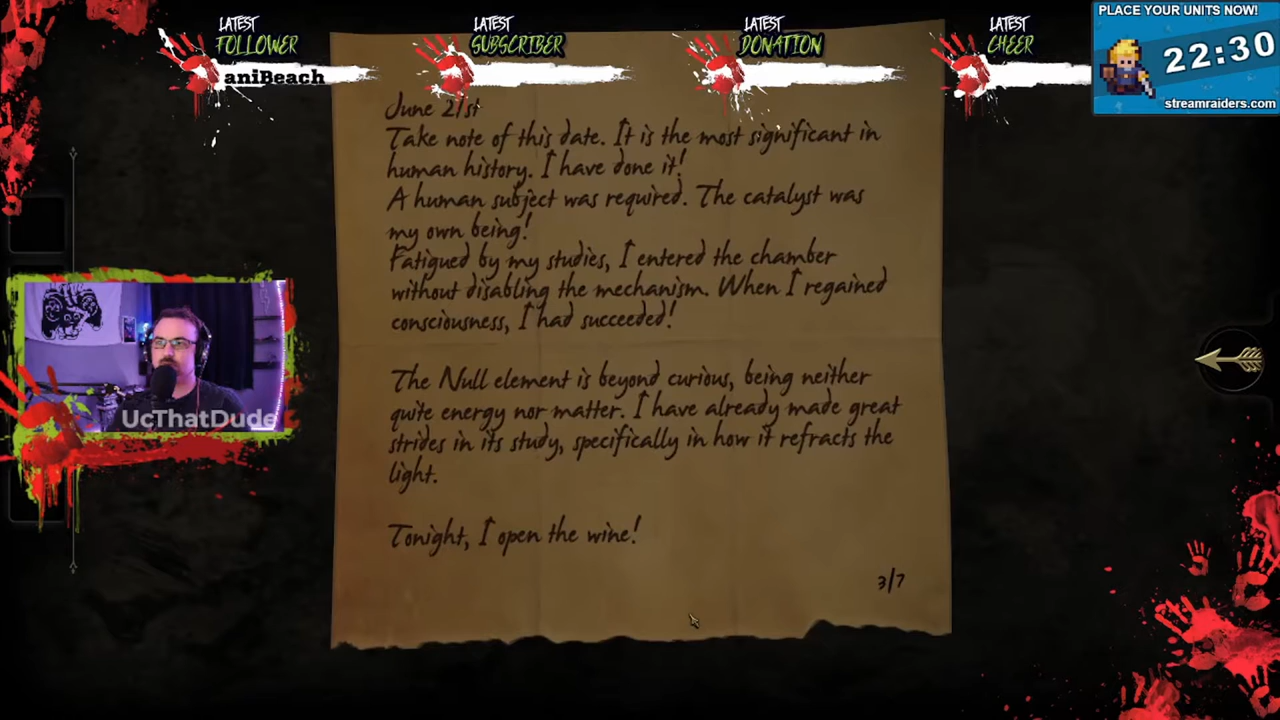 LATEST
FOLLOWER
aniBeach
LATEST
SUBSCRIBER
LATEST
DONATION
LATEST
CHEER
PLACE YOUR UNITS NOW!
22:30
streamraiders.com
June 21st
Take note of this date. It is the most significant in
human history. I have done it!
A human subject was required. The catalyst was
my own being!
Fatigued by my studies, I entered the chamber
without disabling the mechanism. When I regained
consciousness, I had succeeded!
The Null element is beyond curious, being neither
quite energy nor matter. I have already made great
strides in its study, specifically in how it refracts the
light.
Tonight, I open the wine!
3/7
UcThatDude